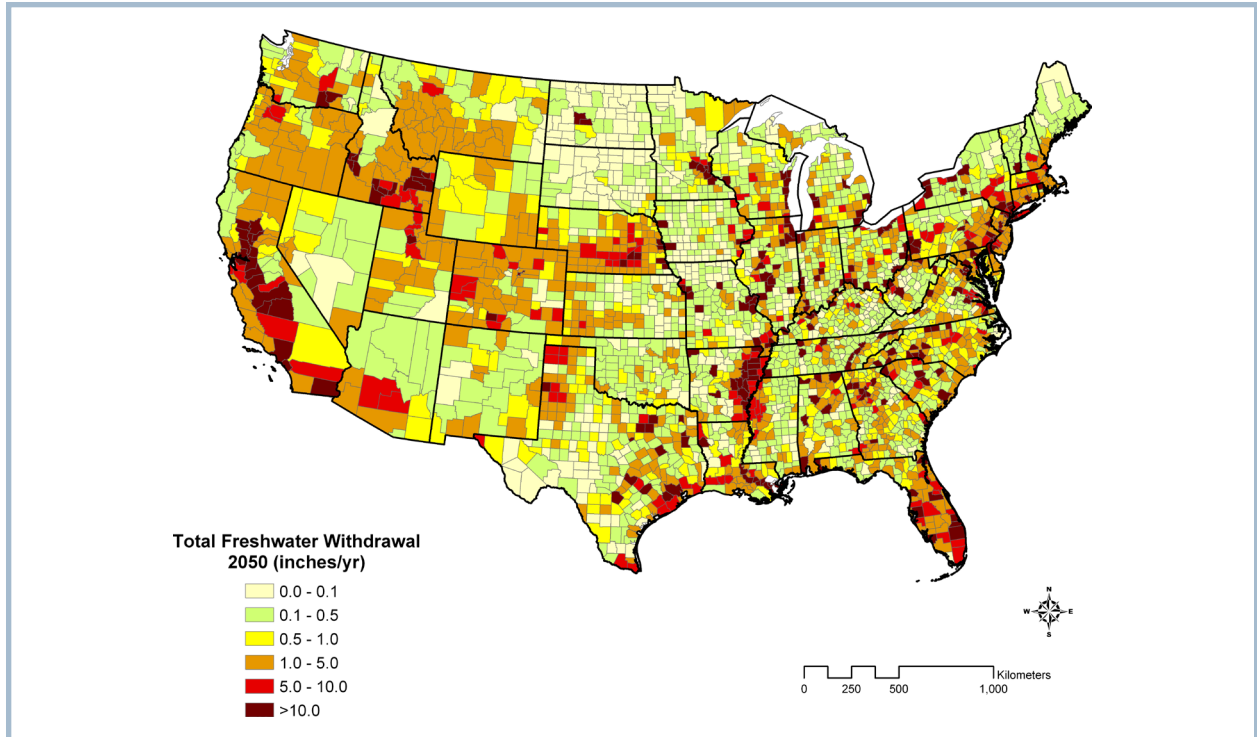 Total Freshwater Withdrawal
2050 (inches/yr)
0.0 - 0.1
0.1 - 0.5
0.5 - 1.0
1.0 - 5.0
5.0 - 10.0
>10.0
N
W E
S
Kilometers
0 250 500 1,000